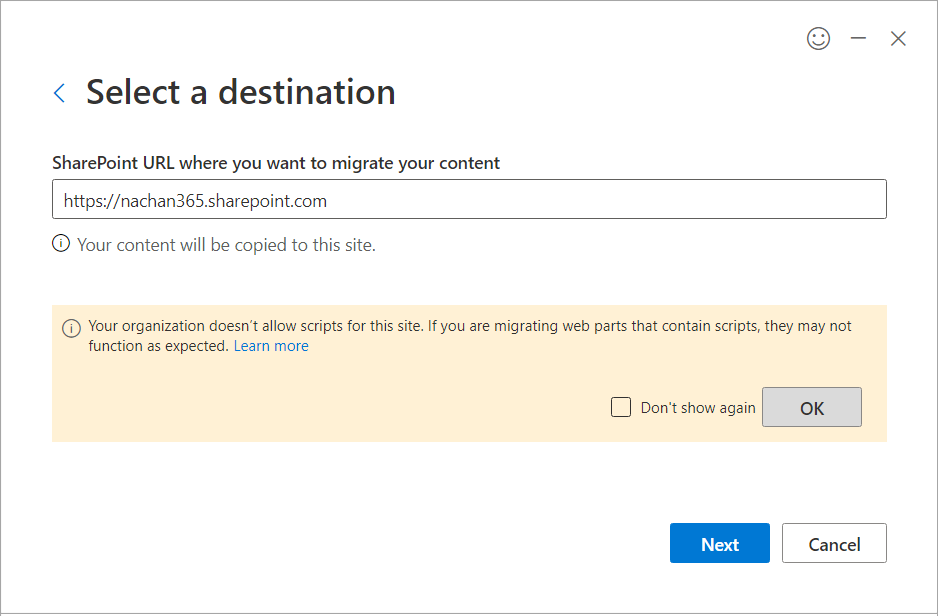 Select a destination
SharePoint URL where you want to migrate your content
https://nachan365.sharepoint.com
Your content will be copied to this site.
Your organization doesn't allow scripts for this site. If you are migrating web parts that contain scripts, they may not
function as expected. Learn more
Don't show again OK
Next Cancel